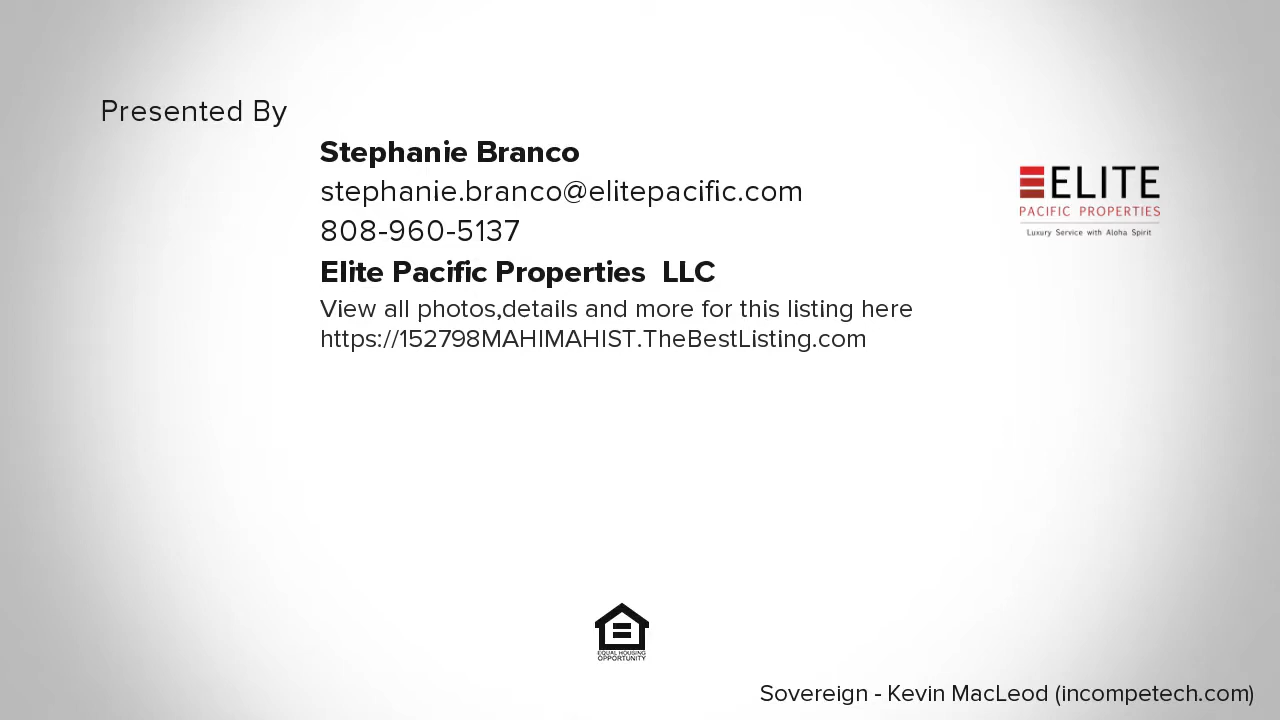 Presented By
Stephanie Branco
stephanie.branco@elitepacific.com
808-960-5137
Elite Pacific Properties  LLC
View all photos,details and more for this listing here
https://152798MAHIMAHIST.TheBestListing.com
ELITE
PACIFIC PROPERTIES
Luxury Service with Aloha Spirit
EQUAL HOUSING
OPPORTUNITY
Sovereign - Kevin MacLeod (incompetech.com)